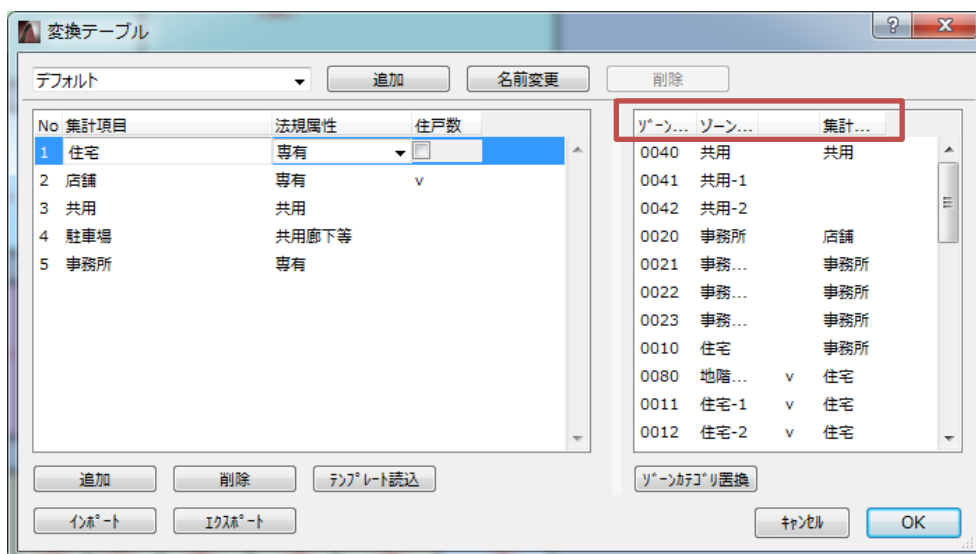 変換テーブル
デフォルト 追加 名前変更 削除
No 集計項目 法規属性 住戸数
1 住宅 専有
2 店舗 専有 v
3 共用 共用
4 駐車場 共用廊下等
5 事務所 専有
追加 削除 ﾃﾝﾌﾟﾚｰﾄ読込
ｲﾝﾎﾟｰﾄ ｴｸｽﾎﾟｰﾄ
ｿﾞｰﾝ... ゾーン... 集計...
0040 共用 共用
0041 共用-1
0042 共用-2
0020 事務所 店舗
0021 事務... 事務所
0022 事務... 事務所
0023 事務... 事務所
0010 住宅 事務所
0080 地階... v 住宅
0011 住宅-1 v 住宅
0012 住宅-2 v 住宅
ｿﾞｰﾝｶﾃｺﾞﾘ置換
ｷｬﾝｾﾙ OK